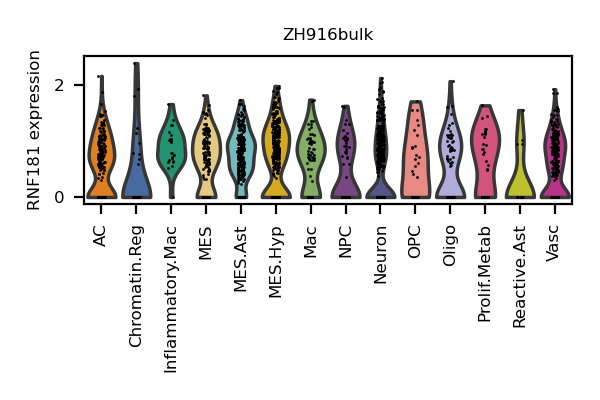 ZH916bulk
RNF181 expression
2
0
AC
Chromatin.Reg
Inflammatory.Mac
MES
MES.Ast
MES.Hyp
Mac
NPC
Neuron
OPC
Oligo
Prolif.Metab
Reactive.Ast
Vasc